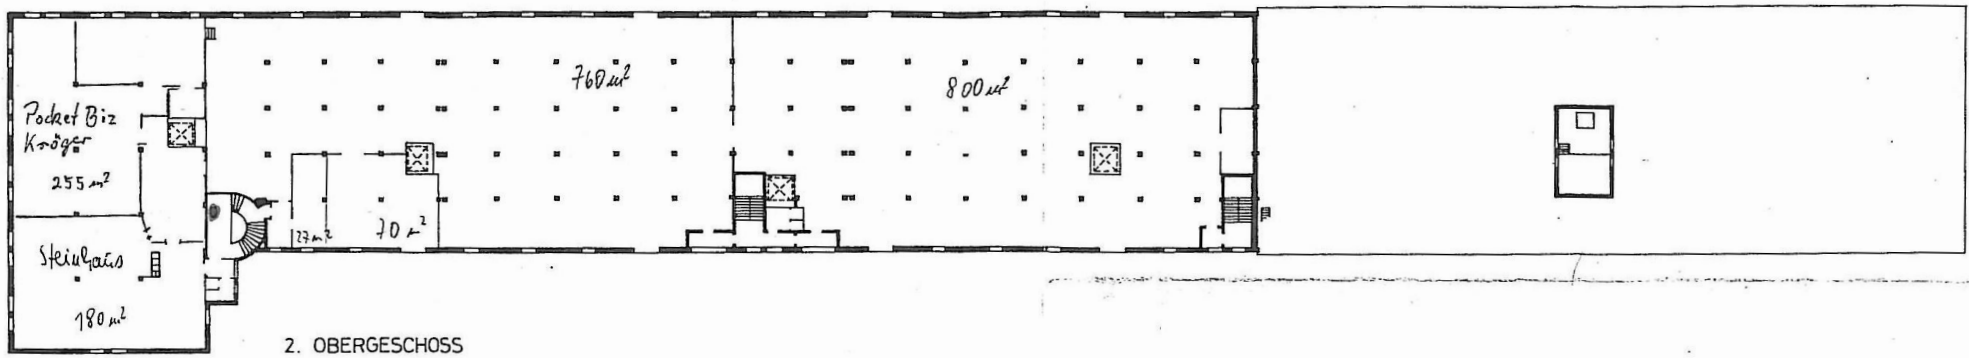 760 m²
800 m²
Pocket Biz
Kröger
255 m²
27 m²
70 m²
Steinhaus
180 m²
2. OBERGESCHOSS